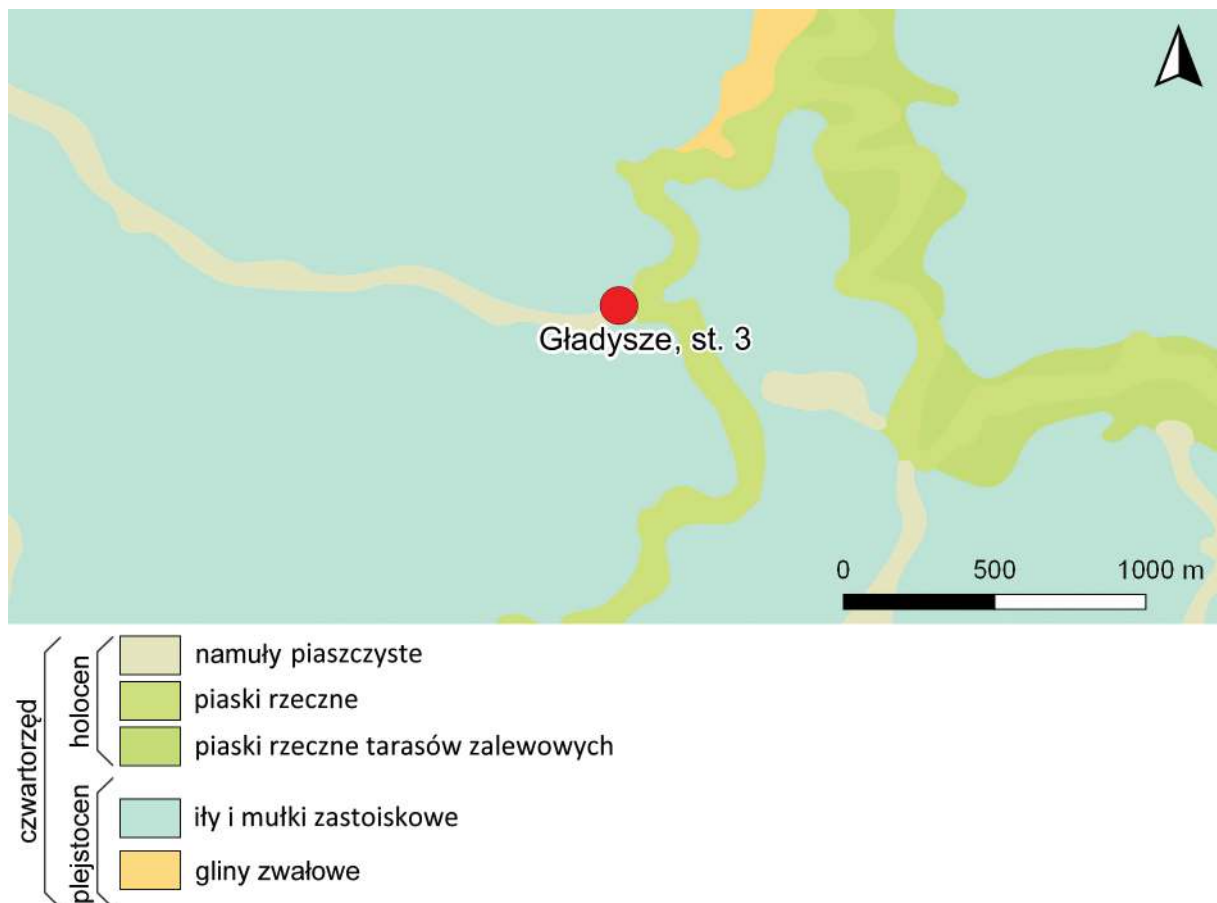 Gładysze, st. 3
0 500 1000 m
czwartorzęd
holocen
namuły piaszczyste
piaski rzeczne
piaski rzeczne tarasów zalewowych
plejstocen
iły i mułki zastoiskowe
gliny zwałowe